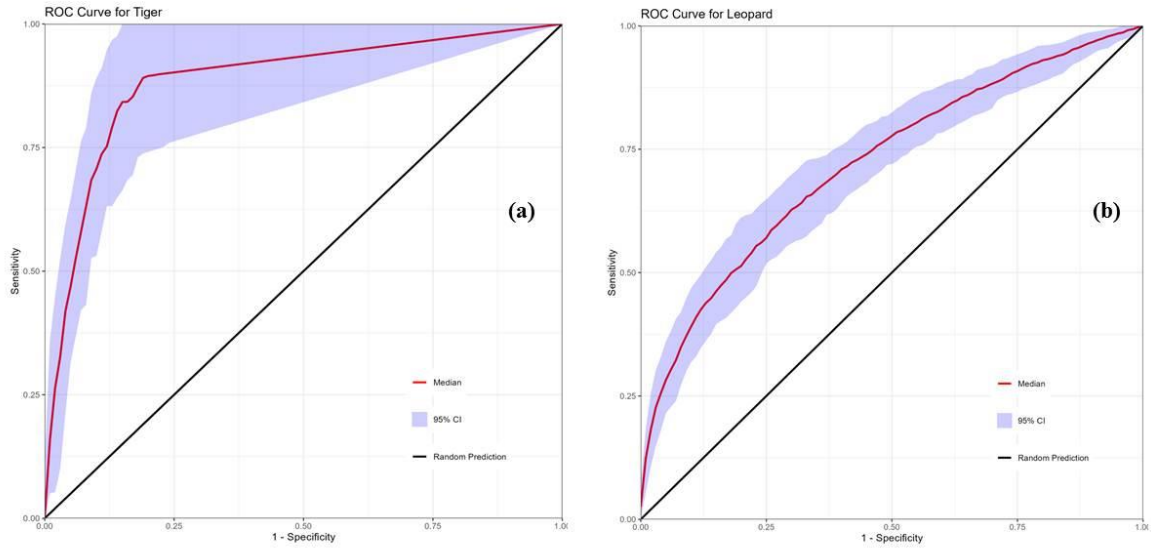 ROC Curve for Tiger
1.00
0.75
0.50
0.25
0.00
Sensitivity
(a)
Median
95% CI
Random Prediction
0.00
0.25
0.50
0.75
1.0
1 - Specificity
ROC Curve for Leopard
1.00
0.75
0.50
0.25
0.00
Sensitivity
(b)
Median
95% CI
Random Prediction
0.00
0.25
0.50
0.75
1.00
1 - Specificity